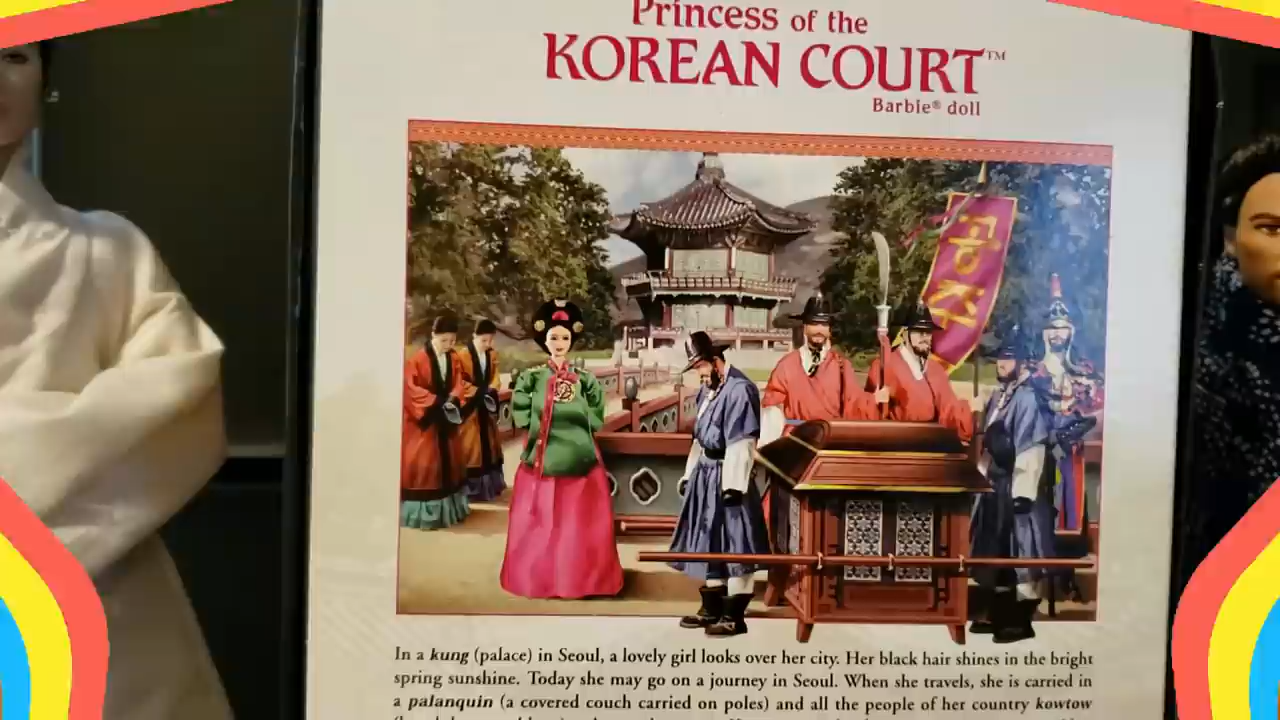 Princess of the
KOREAN COURT™
Barbie® doll
공주
In a kung (palace) in Seoul, a lovely girl looks over her city. Her black hair shines in the bright
spring sunshine. Today she may go on a journey in Seoul. When she travels, she is carried in
a palanquin (a covered couch carried on poles) and all the people of her country kowtow